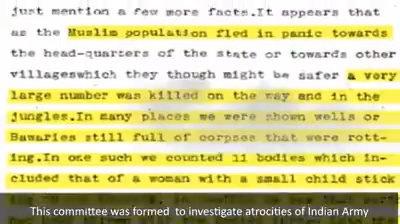 just mention a few more facts.It appears that
as the Muslim population fled in panic towards
the head-quarters of the state or towards other
villageswhich they though might be safer a very
large number was killed on the way and in the
jungles.In many places we were shown wells or
Bawaries still full of corpses that were rott-
ing.In one such we counted 11 bodies which in-
cluded that of a woman with a small child stick
This committee was formed to investigate atrocities of Indian Army